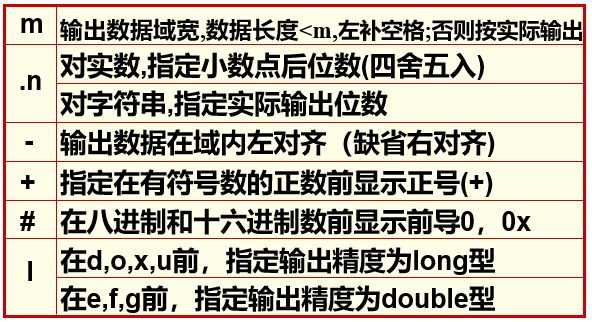 m 输出数据域宽,数据长度<m,左补空格;否则按实际输出
.n 对实数,指定小数点后位数(四舍五入)
对字符串,指定实际输出位数
- 输出数据在域内左对齐（缺省右对齐)
+ 指定在有符号数的正数前显示正号(+)
# 在八进制和十六进制数前显示前导0，0x
l 在d,o,x,u前，指定输出精度为long型
在e,f,g前，指定输出精度为double型